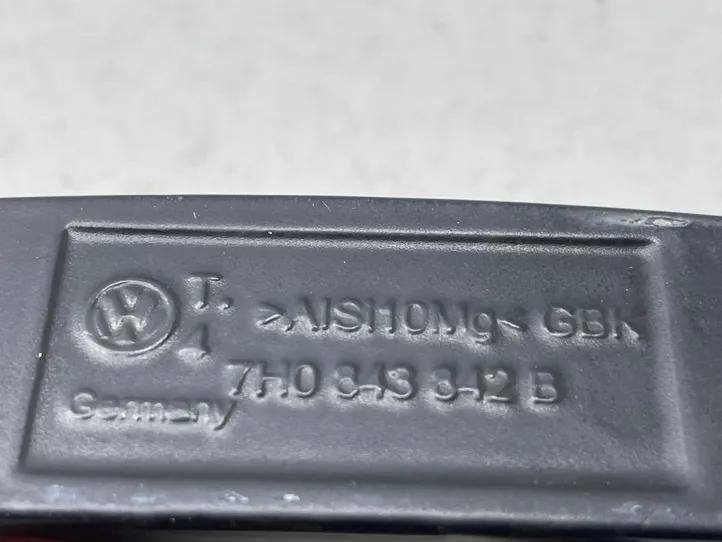 T. >AlSi10Mg< GBK
4
7H0 843 842 B
Germany